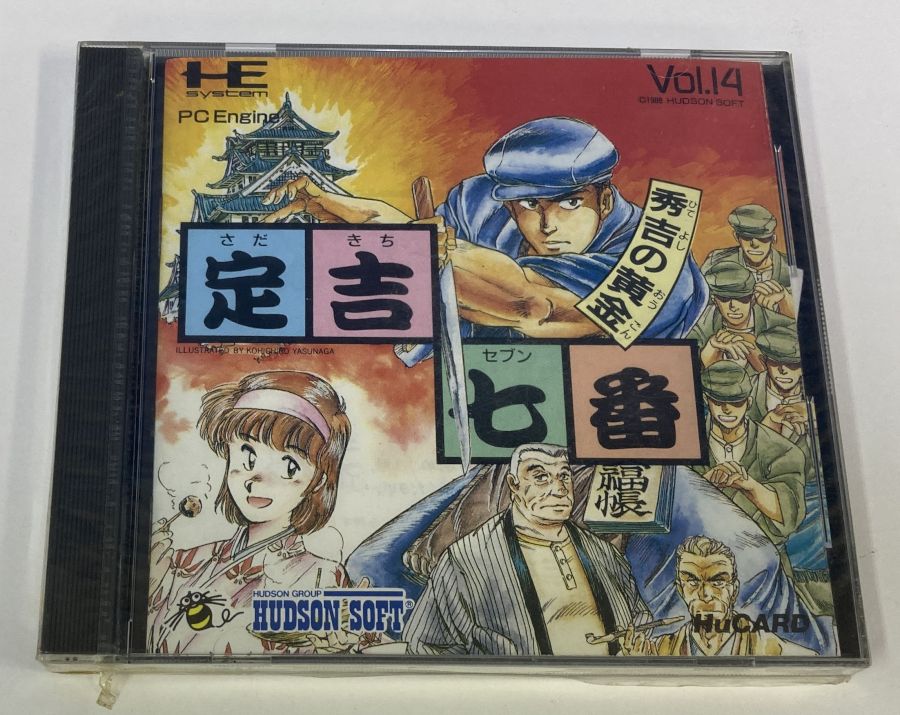 HE
system
PC Engine
Vol.14
©1988 HUDSON SOFT
ひでよし おうごん
秀吉の黄金
さだ きち
定吉
ILLUSTRATED BY KOHICHIRO YASUNAGA
セブン
七番
福帳
HUDSON GROUP
HUDSON SOFT®
HuCARD